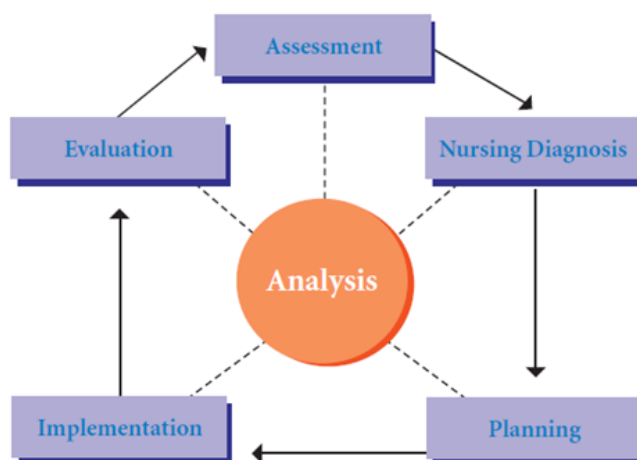 Assessment
Evaluation
Nursing Diagnosis
Analysis
Implementation
Planning